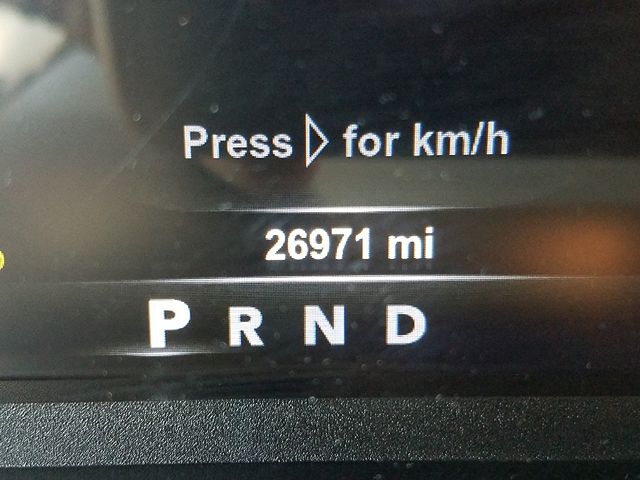 Press ▷ for km/h
26971 mi
P R N D